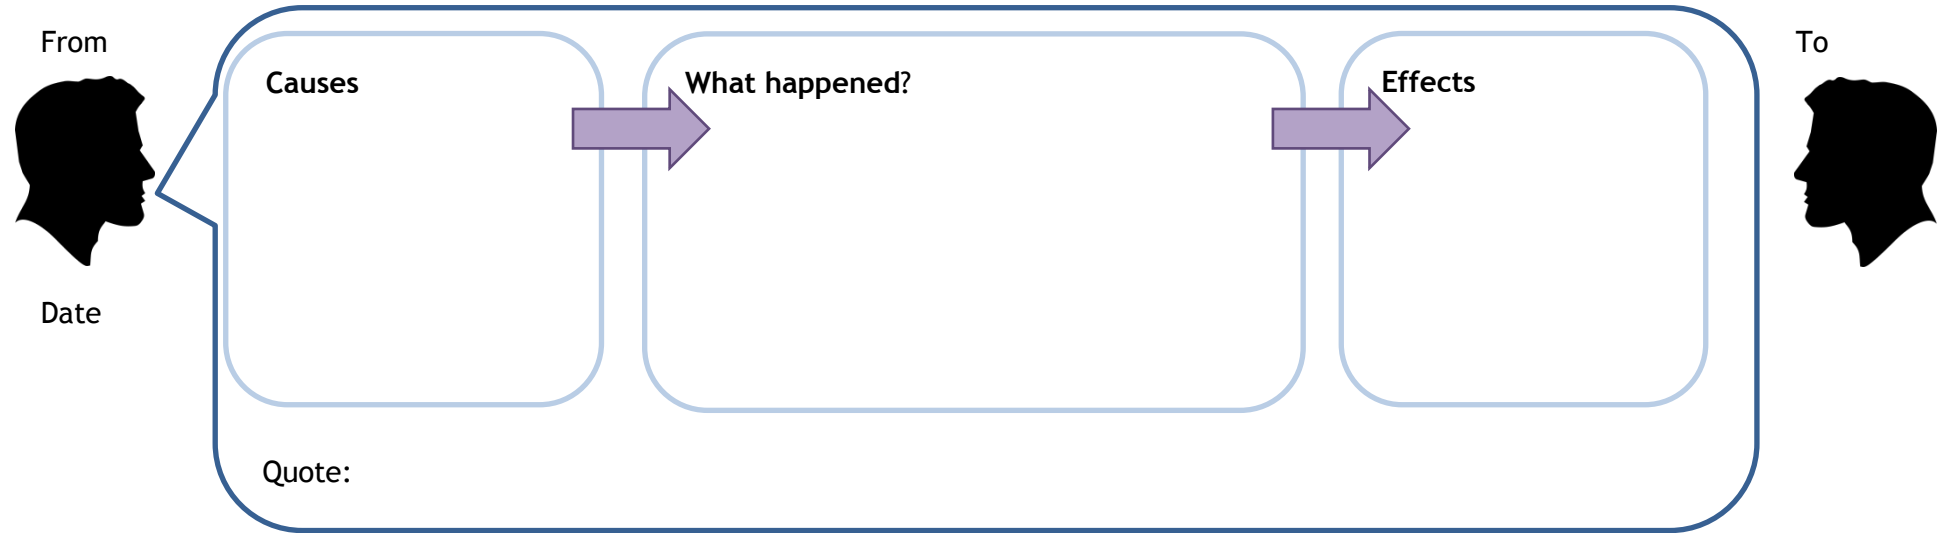 From
To
Causes
What happened?
Effects
Date
Quote: